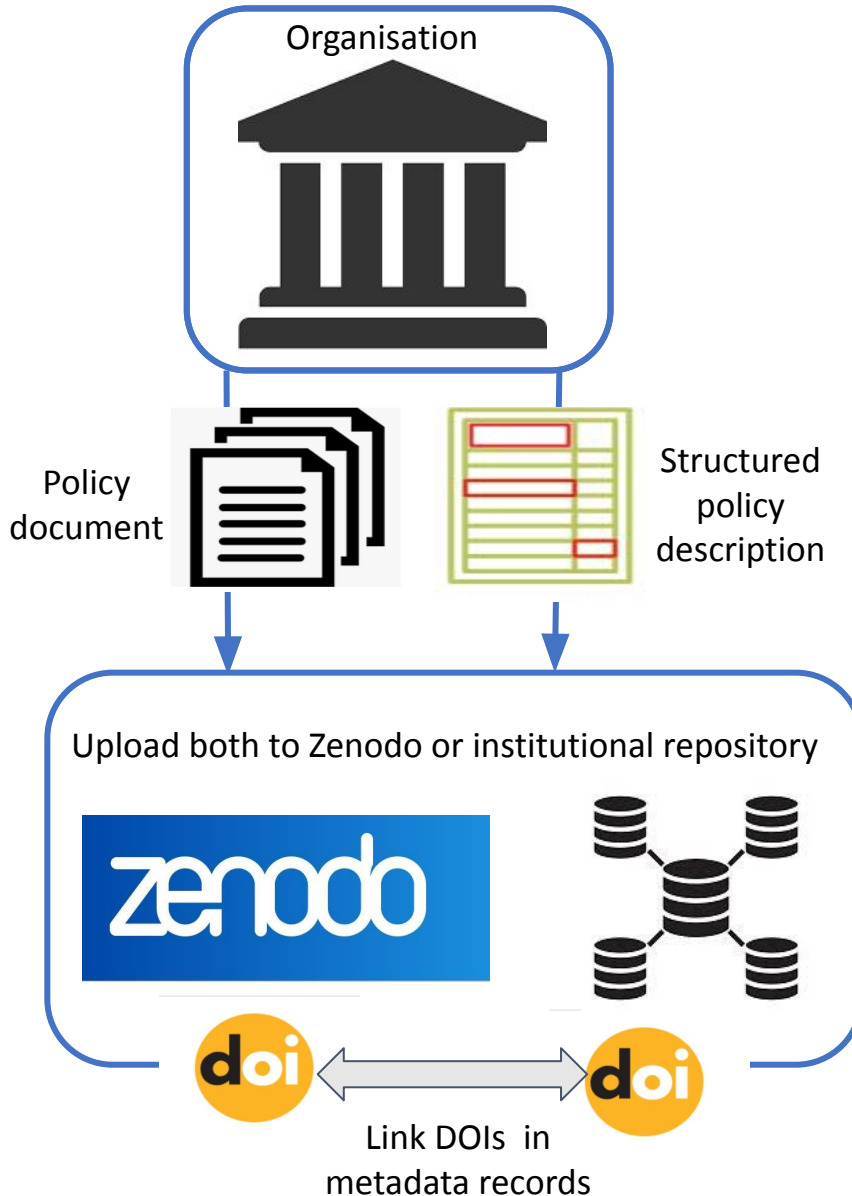 Organisation
Policy
document
Structured
policy
description
Upload both to Zenodo or institutional repository
zenodo
doi
doi
Link DOIs in
metadata records